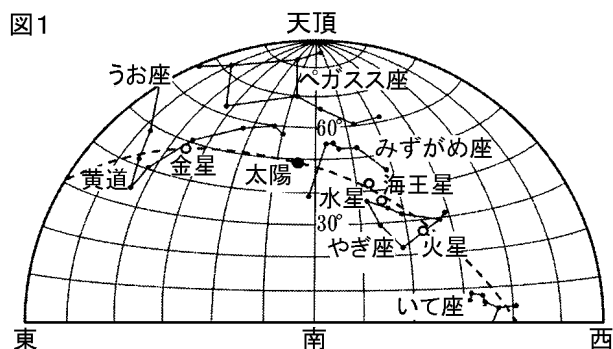 図1
天頂
うお座
ペガスス座
60°
みずがめ座
黄道
金星
太陽
水星
海王星
30°
やぎ座
火星
いて座
東
南
西